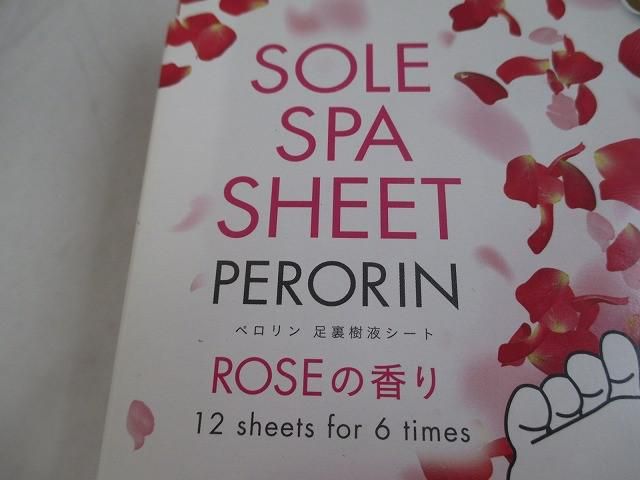 SOLE
SPA
SHEET
PERORIN
ペロリン 足裏樹液シート
ROSEの香り
12 sheets for 6 times